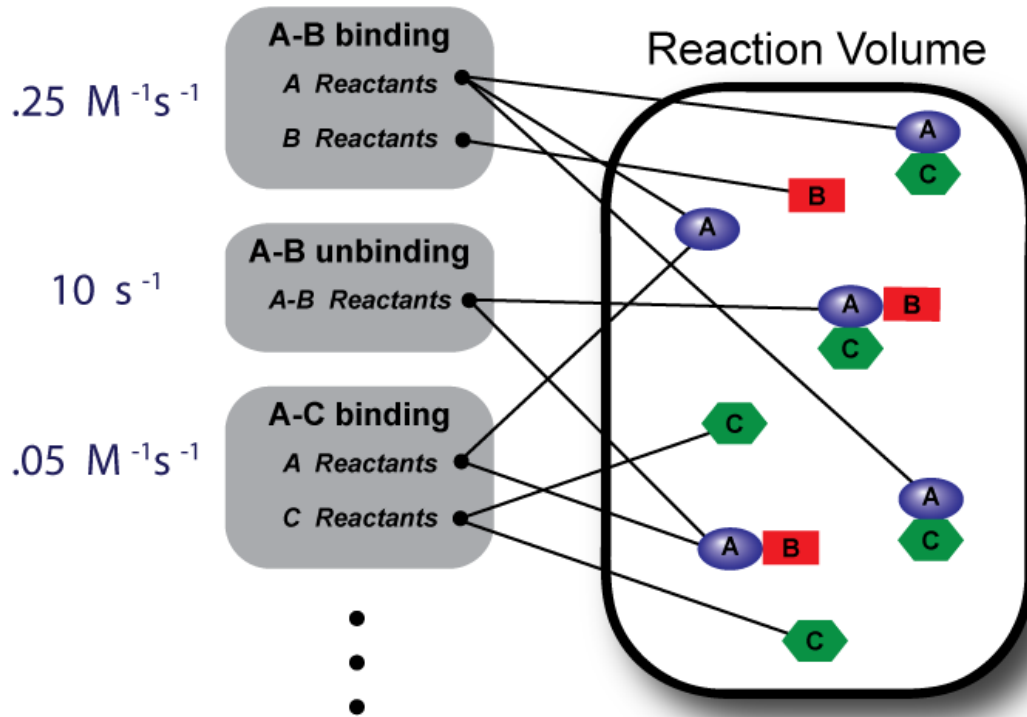 A-B binding
A Reactants
B Reactants
.25 M⁻¹s⁻¹
A-B unbinding
A-B Reactants
10 s⁻¹
A-C binding
A Reactants
C Reactants
.05 M⁻¹s⁻¹
Reaction Volume
A
C
B
A
A B
C
C
A
C
A B
C